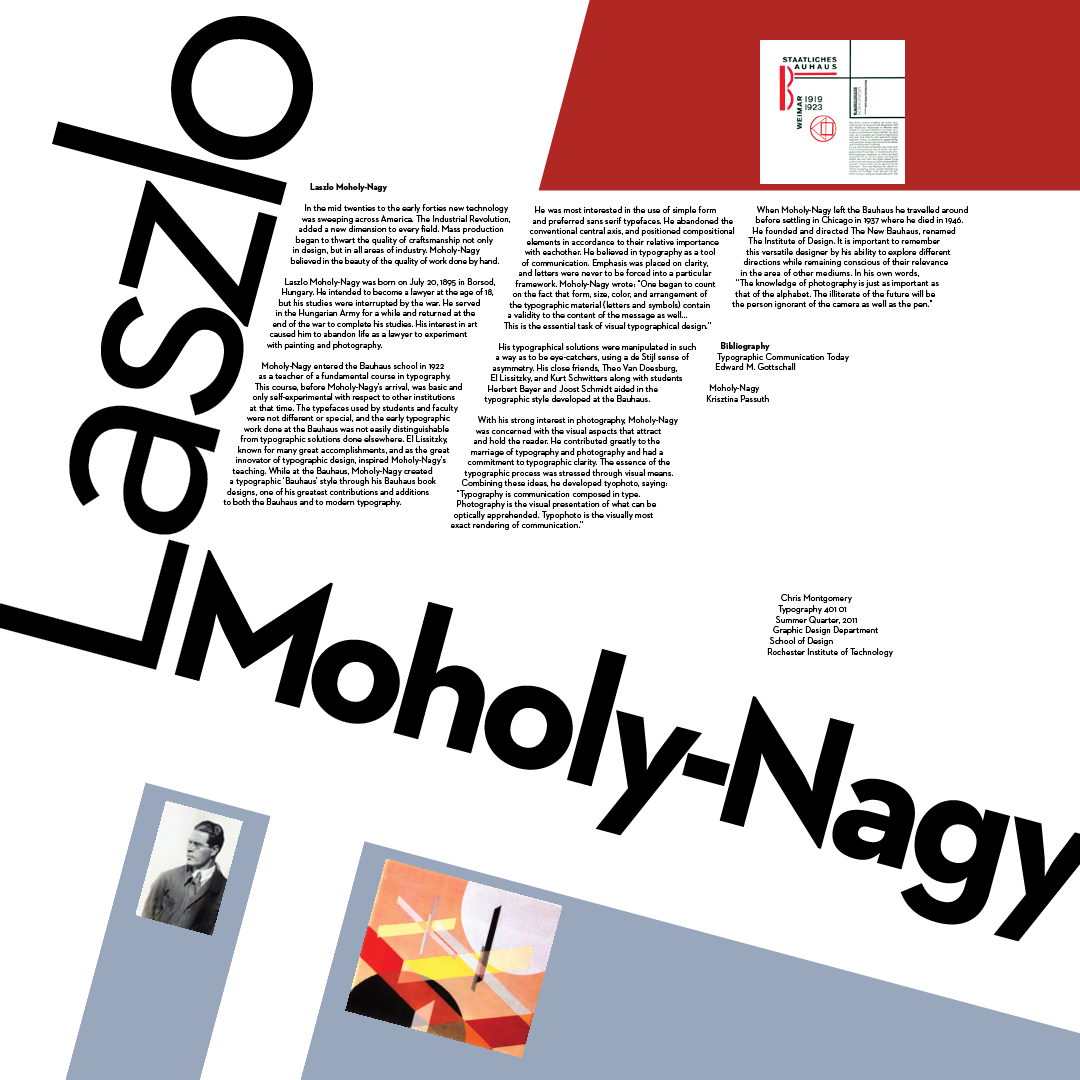 Laszlo
Moholy-Nagy
STAATLICHES
BAUHAUS
WEIMAR
1919
1923
Laszlo Moholy-Nagy
In the mid twenties to the early forties new technology
was sweeping across America. The Industrial Revolution,
added a new dimension to every field. Mass production
began to thwart the quality of craftsmanship not only
in design, but in all areas of industry. Moholy-Nagy
believed in the beauty of the quality of work done by hand.
Laszlo Moholy-Nagy was born on July 20, 1895 in Borsod,
Hungary. He intended to become a lawyer at the age of 18,
but his studies were interrupted by the war. He served
in the Hungarian Army for a while and returned at the
end of the war to complete his studies. His interest in art
caused him to abandon life as a lawyer to experiment
with painting and photography.
Moholy-Nagy entered the Bauhaus school in 1922
as a teacher of a fundamental course in typography.
This course, before Moholy-Nagy's arrival, was basic and
only self-experimental with respect to other institutions
at that time. The typefaces used by students and faculty
were not different or special, and the early typographic
work done at the Bauhaus was not easily distinguishable
from typographic solutions done elsewhere. El Lissitzky,
known for many great accomplishments, and as the great
innovator of typographic design, inspired Moholy-Nagy's
teaching. While at the Bauhaus, Moholy-Nagy created
a typographic 'Bauhaus' style through his Bauhaus book
designs, one of his greatest contributions and additions
to both the Bauhaus and to modern typography.
He was most interested in the use of simple form
and preferred sans serif typefaces. He abandoned the
conventional central axis, and positioned compositional
elements in accordance to their relative importance
with eachother. He believed in typography as a tool
of communication. Emphasis was placed on clarity,
and letters were never to be forced into a particular
framework. Moholy-Nagy wrote: "One began to count
on the fact that form, size, color, and arrangement of
the typographic material (letters and symbols) contain
a validity to the content of the message as well...
This is the essential task of visual typographical design."
His typographical solutions were manipulated in such
a way as to be eye-catchers, using a de Stijl sense of
asymmetry. His close friends, Theo Van Doesburg,
El Lissitzky, and Kurt Schwitters along with students
Herbert Bayer and Joost Schmidt aided in the
typographic style developed at the Bauhaus.
With his strong interest in photography, Moholy-Nagy
was concerned with the visual aspects that attract
and hold the reader. He contributed greatly to the
marriage of typography and photography and had a
commitment to typographic clarity. The essence of the
typographic process was stressed through visual means.
Combining these ideas, he developed tyophoto, saying:
"Typography is communication composed in type.
Photography is the visual presentation of what can be
optically apprehended. Typophoto is the visually most
exact rendering of communication."
When Moholy-Nagy left the Bauhaus he travelled around
before settling in Chicago in 1937 where he died in 1946.
He founded and directed The New Bauhaus, renamed
The Institute of Design. It is important to remember
this versatile designer by his ability to explore different
directions while remaining conscious of their relevance
in the area of other mediums. In his own words,
"The knowledge of photography is just as important as
that of the alphabet. The illiterate of the future will be
the person ignorant of the camera as well as the pen."
Bibliography
Typographic Communication Today
Edward M. Gottschall
Moholy-Nagy
Krisztina Passuth
Chris Montgomery
Typography 401 01
Summer Quarter, 2011
Graphic Design Department
School of Design
Rochester Institute of Technology